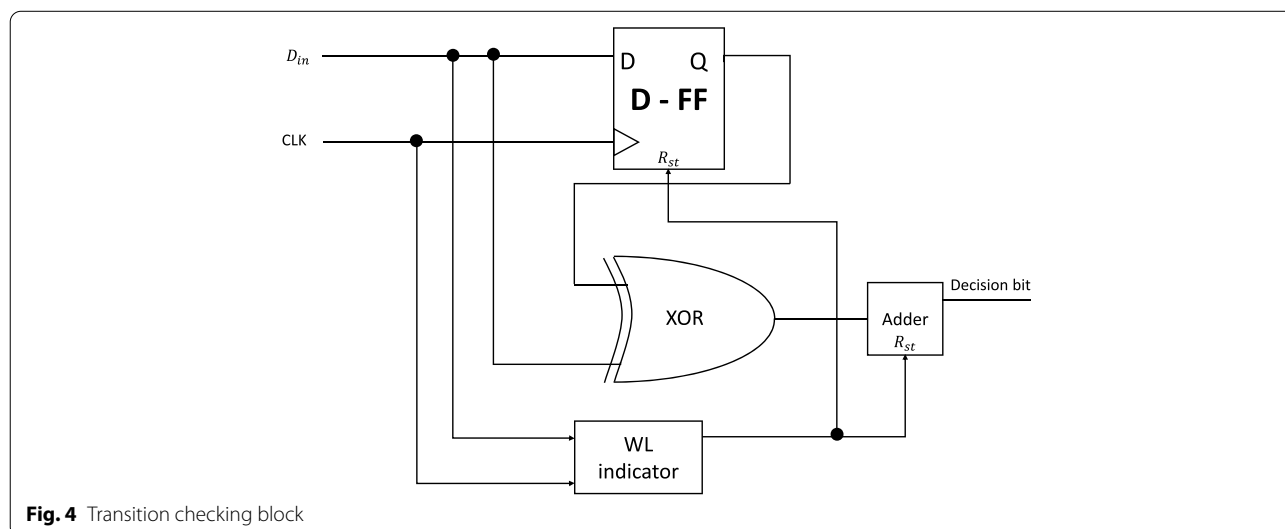 D_in
D Q
D - FF
CLK
R_st
XOR
Decision bit
Adder
R_st
WL
indicator
Fig. 4 Transition checking block